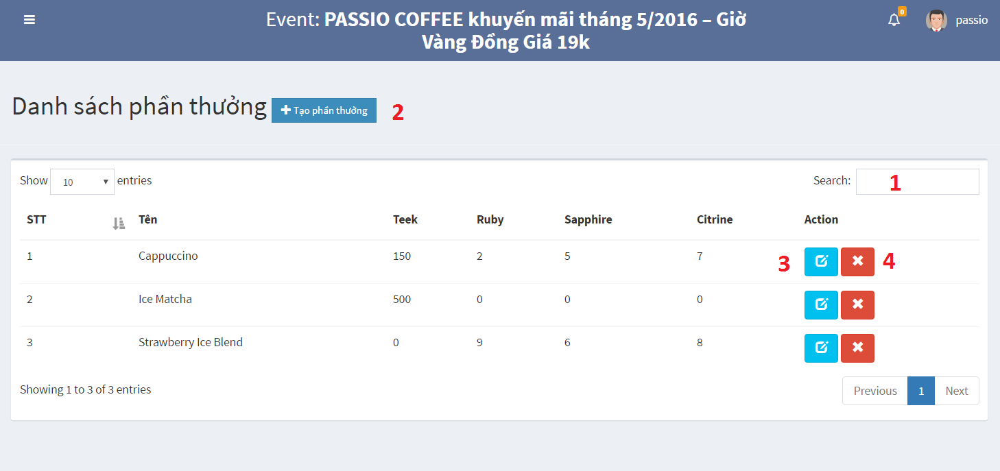 Event: PASSIO COFFEE khuyến mãi tháng 5/2016 – Giờ
Vàng Đồng Giá 19k
0
passio
Danh sách phần thưởng
Tạo phần thưởng
2
Show 10 entries
Search: 1
STT Tên Teek Ruby Sapphire Citrine Action
1 Cappuccino 150 2 5 7 3 4
2 Ice Matcha 500 0 0 0
3 Strawberry Ice Blend 0 9 6 8
Showing 1 to 3 of 3 entries
Previous 1 Next